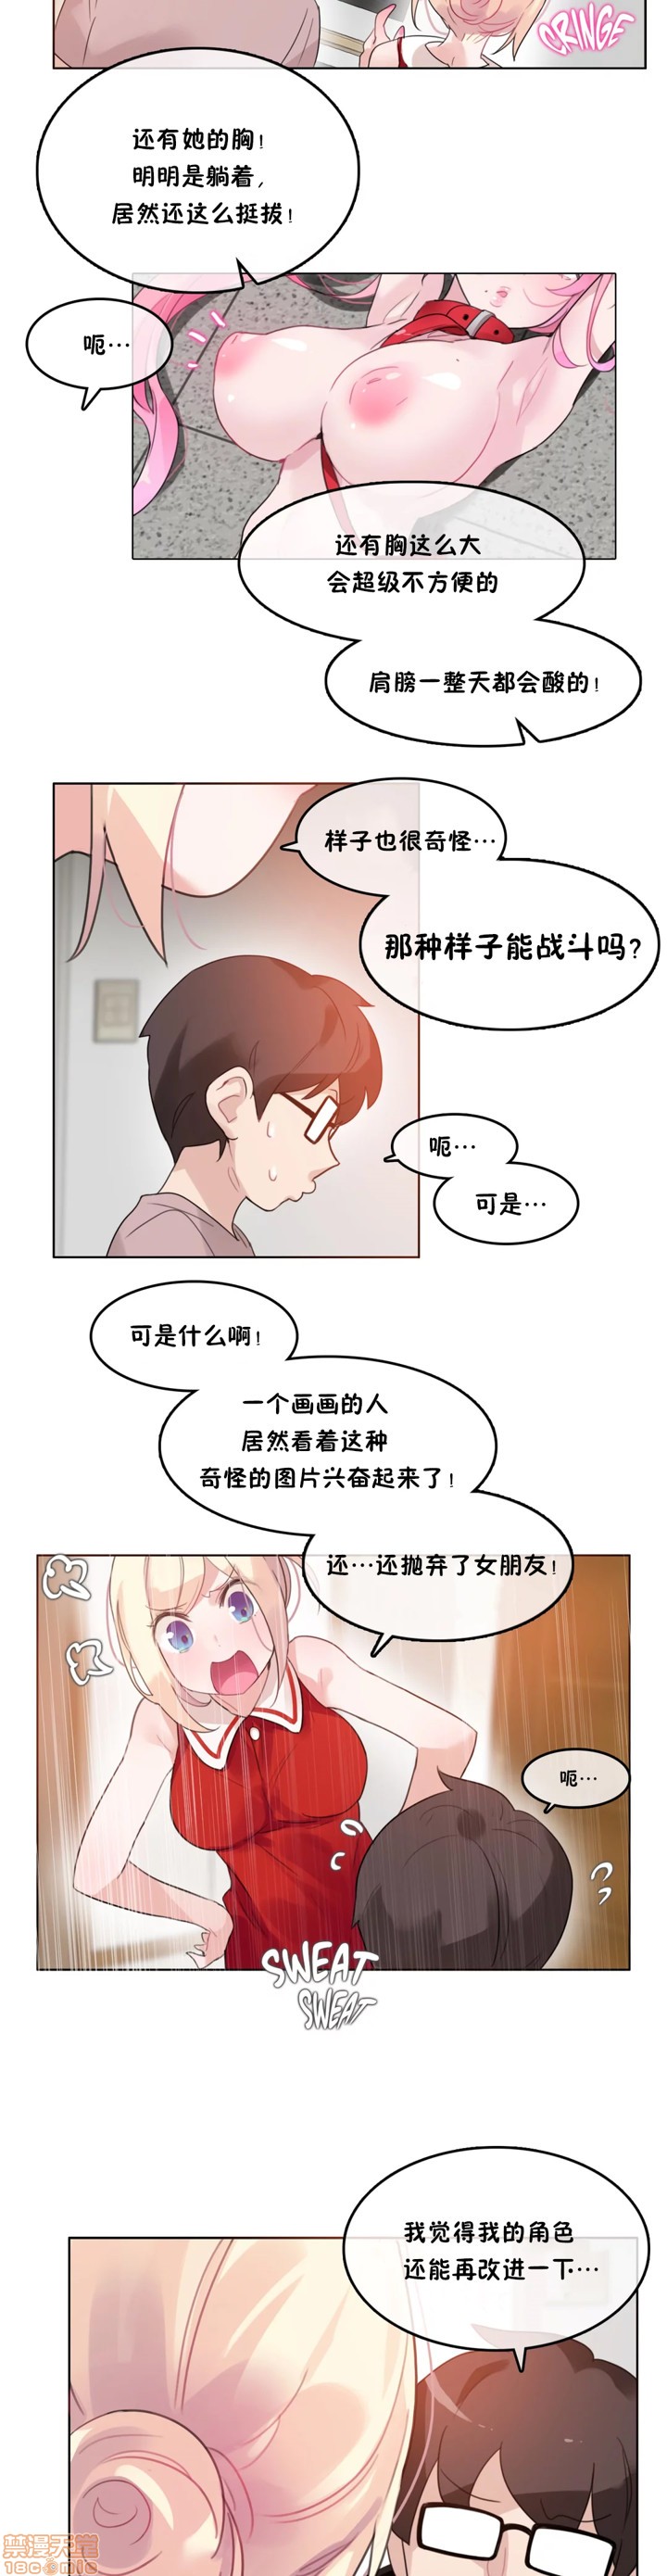 CRINGE
还有她的胸!
明明是躺着,
居然还这么挺拔!
呃…
还有胸这么大
会超级不方便的
肩膀一整天都会酸的!
样子也很奇怪…
那种样子能战斗吗?
呃…
可是…
可是什么啊!
一个画画的人
居然看着这种
奇怪的图片兴奋起来了!
还…还抛弃了女朋友!
呃…
SWEAT
SWEAT
我觉得我的角色
还能再改进一下…
禁漫天堂
18comic